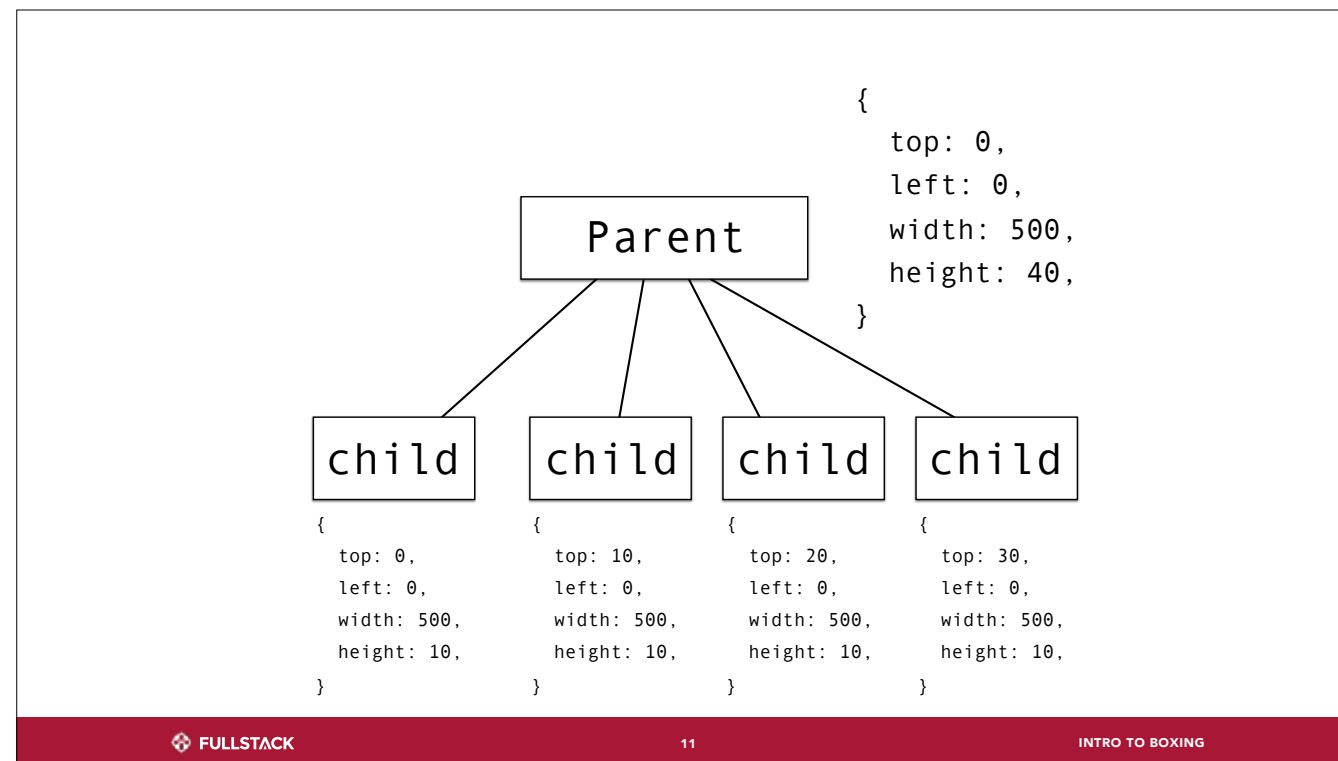 {
top: 0,
left: 0,
width: 500,
height: 40,
}
Parent
child
child
child
child
{
top: 0,
left: 0,
width: 500,
height: 10,
}
{
top: 10,
left: 0,
width: 500,
height: 10,
}
{
top: 20,
left: 0,
width: 500,
height: 10,
}
{
top: 30,
left: 0,
width: 500,
height: 10,
}
FULLSTACK
11
INTRO TO BOXING